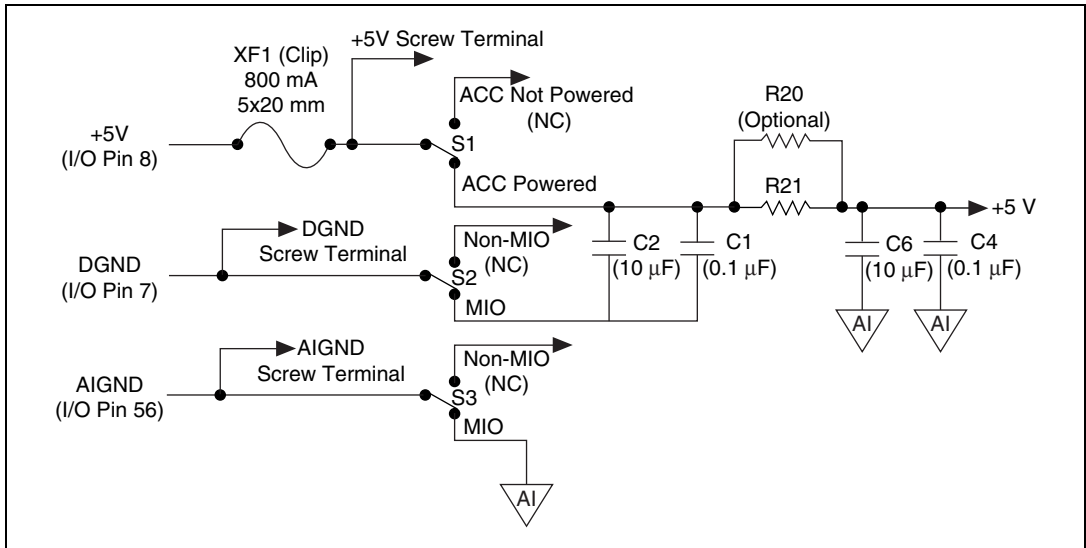 XF1 (Clip)
800 mA
5x20 mm
+5V Screw Terminal
+5V
(I/O Pin 8)
ACC Not Powered
(NC)
S1
ACC Powered
R20
(Optional)
R21
+5 V
DGND
Screw Terminal
DGND
(I/O Pin 7)
Non-MIO
(NC)
S2
MIO
C2
(10 μF)
C1
(0.1 μF)
C6
(10 μF)
C4
(0.1 μF)
AI
AI
AIGND
Screw Terminal
AIGND
(I/O Pin 56)
Non-MIO
(NC)
S3
MIO
AI